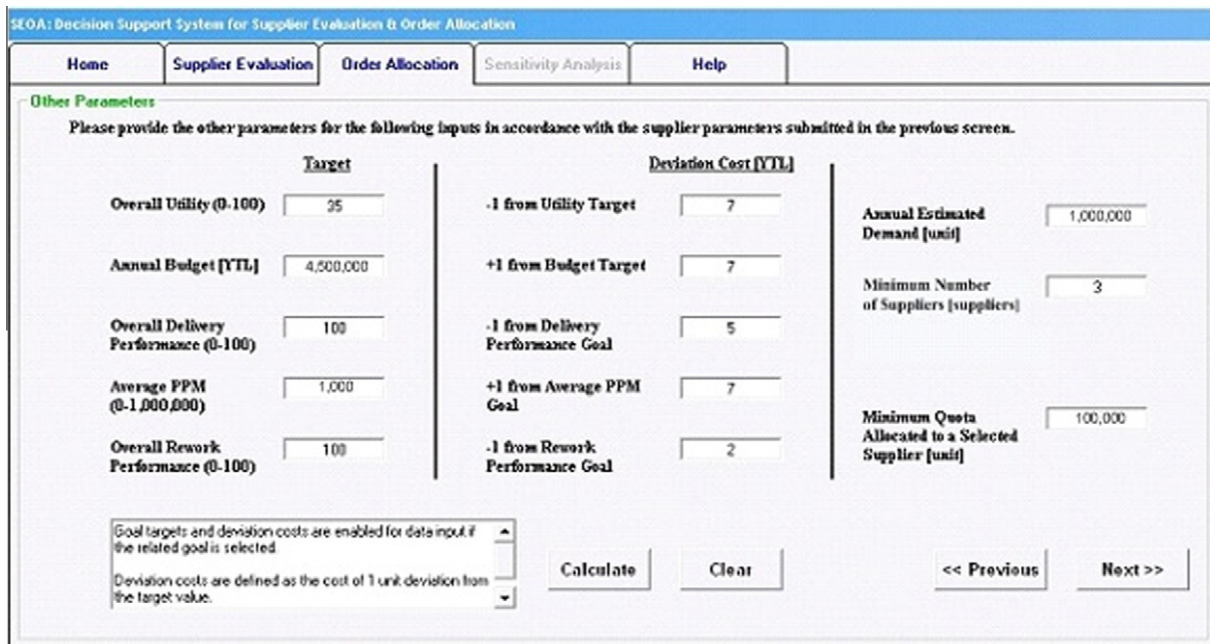 SEOA: Decision Support System for Supplier Evaluation & Order Allocation
Home
Supplier Evaluation
Order Allocation
Sensitivity Analysis
Help
Other Parameters
Please provide the other parameters for the following inputs in accordance with the supplier parameters submitted in the previous screen.
Target
Overall Utility (0-100)
35
Annual Budget [YTL]
4,500,000
Overall Delivery
Performance (0-100)
100
Average PPM
(0-1,000,000)
1,000
Overall Rework
Performance (0-100)
100
Deviation Cost [YTL]
-1 from Utility Target
7
+1 from Budget Target
7
-1 from Delivery
Performance Goal
5
+1 from Average PPM
Goal
7
-1 from Rework
Performance Goal
2
Annual Estimated
Demand [unit]
1,000,000
Minimum Number
of Suppliers [suppliers]
3
Minimum Quota
Allocated to a Selected
Supplier [unit]
100,000
Goal targets and deviation costs are enabled for data input if
the related goal is selected.
Deviation costs are defined as the cost of 1 unit deviation from
the target value.
Calculate
Clear
<< Previous
Next >>